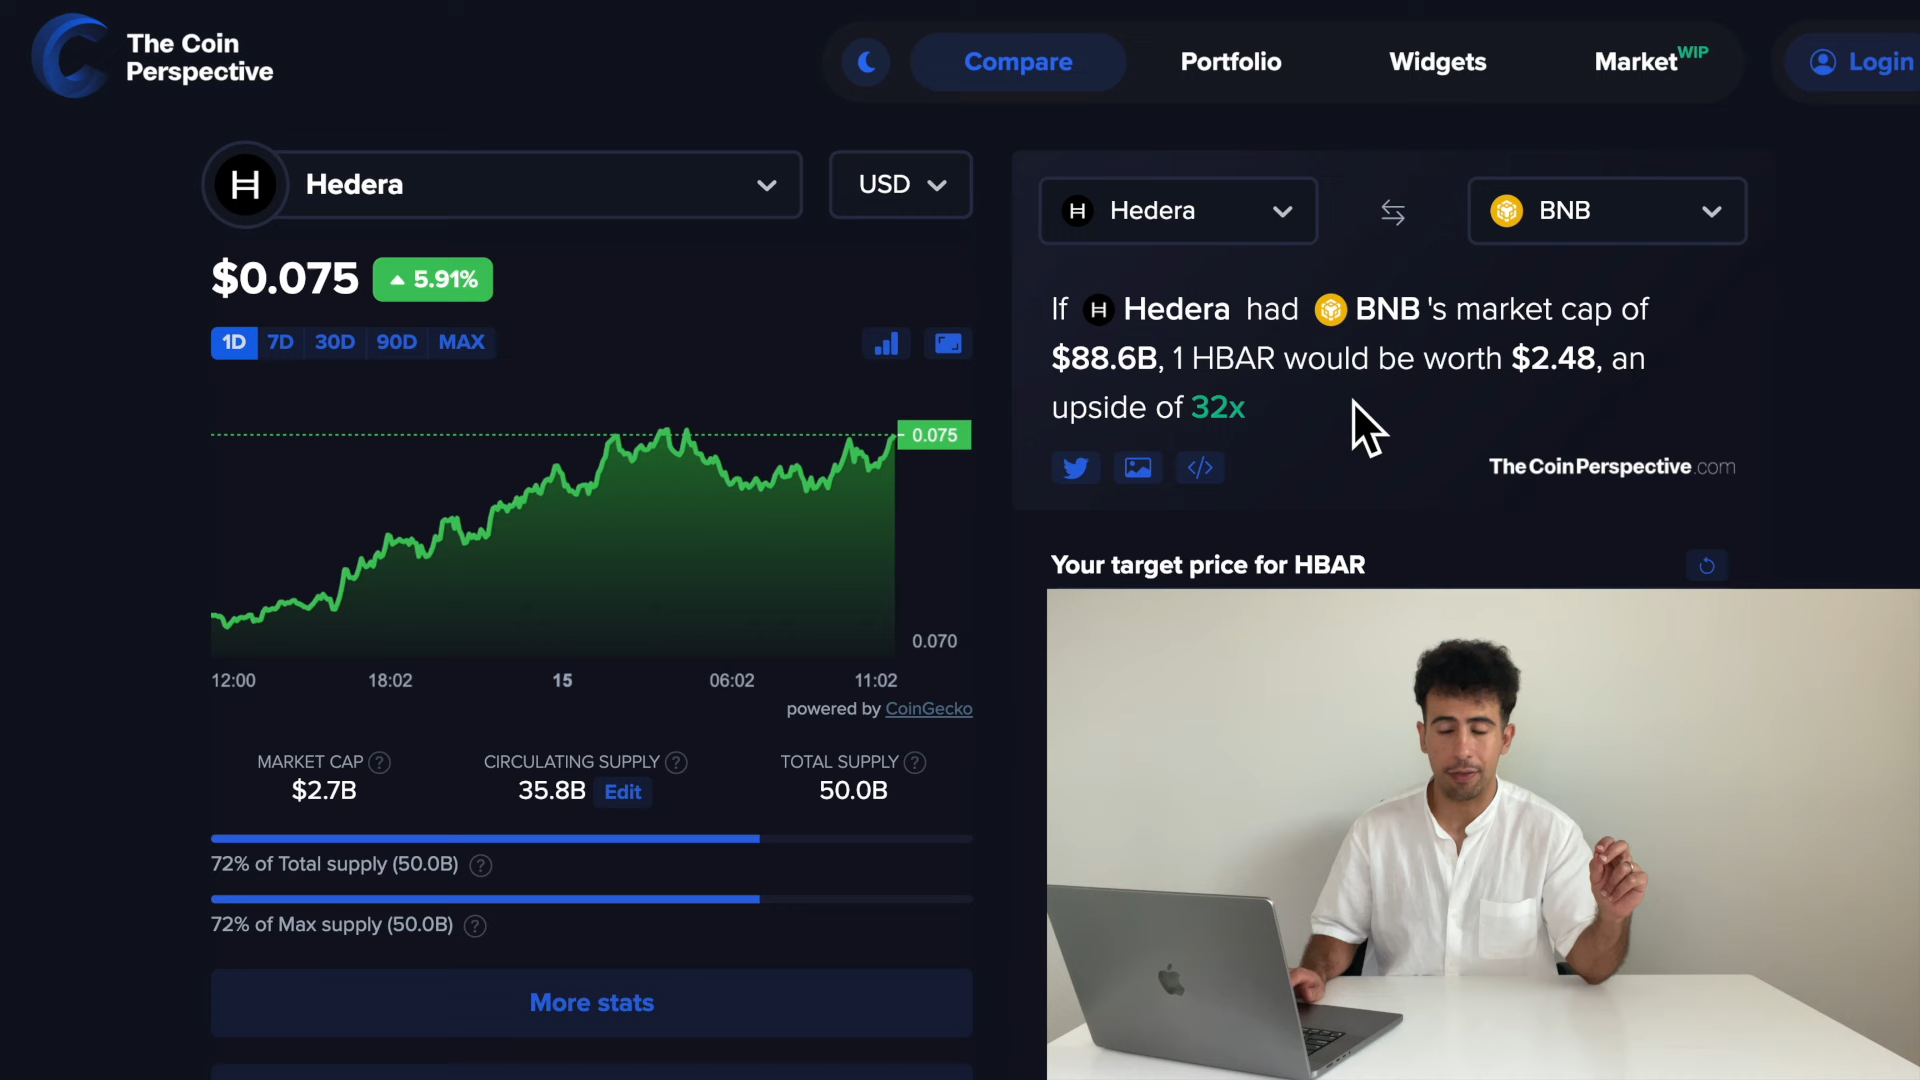 The Coin
Perspective
Compare
Portfolio
Widgets
Market WIP
Login
Hedera
USD
$0.075
5.91%
1D
7D
30D
90D
MAX
0.075
0.070
12:00
18:02
15
06:02
11:02
powered by CoinGecko
MARKET CAP ?
$2.7B
CIRCULATING SUPPLY ?
35.8B Edit
TOTAL SUPPLY ?
50.0B
72% of Total supply (50.0B) ?
72% of Max supply (50.0B) ?
More stats
Hedera
BNB
If Hedera had BNB 's market cap of
$88.6B, 1 HBAR would be worth $2.48, an
upside of 32x
</>
TheCoinPerspective.com
Your target price for HBAR